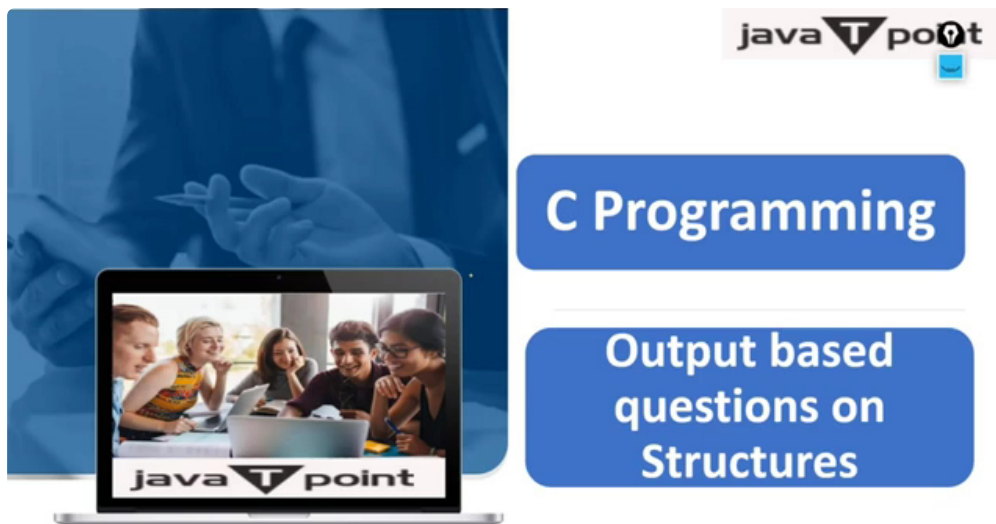 java T point
C Programming
Output based
questions on
Structures
java T point